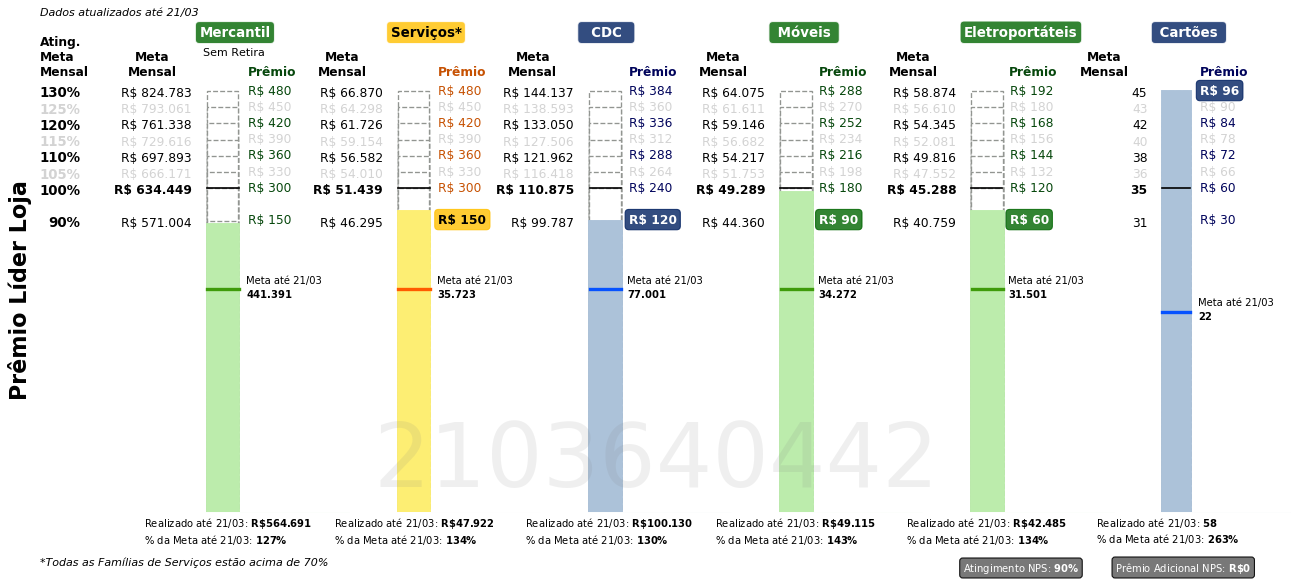 Dados atualizados até 21/03
Prêmio Líder Loja
Mercantil Serviços* CDC Móveis Eletroportáteis Cartões
Sem Retira
Ating. Meta Mensal
Meta Mensal Prêmio Meta Mensal Prêmio Meta Mensal Prêmio Meta Mensal Prêmio Meta Mensal Prêmio Meta Mensal Prêmio
130% R$ 824.783 R$ 480 R$ 66.870 R$ 480 R$ 144.137 R$ 384 R$ 64.075 R$ 288 R$ 58.874 R$ 192 45 R$ 96
125% R$ 793.061 R$ 450 R$ 64.298 R$ 450 R$ 138.593 R$ 360 R$ 61.611 R$ 270 R$ 56.610 R$ 180 43 R$ 90
120% R$ 761.338 R$ 420 R$ 61.726 R$ 420 R$ 133.050 R$ 336 R$ 59.146 R$ 252 R$ 54.345 R$ 168 42 R$ 84
115% R$ 729.616 R$ 390 R$ 59.154 R$ 390 R$ 127.506 R$ 312 R$ 56.682 R$ 234 R$ 52.081 R$ 156 40 R$ 78
110% R$ 697.893 R$ 360 R$ 56.582 R$ 360 R$ 121.962 R$ 288 R$ 54.217 R$ 216 R$ 49.816 R$ 144 38 R$ 72
105% R$ 666.171 R$ 330 R$ 54.010 R$ 330 R$ 116.418 R$ 264 R$ 51.753 R$ 198 R$ 47.552 R$ 132 36 R$ 66
100% R$ 634.449 R$ 300 R$ 51.439 R$ 300 R$ 110.875 R$ 240 R$ 49.289 R$ 180 R$ 45.288 R$ 120 35 R$ 60
90% R$ 571.004 R$ 150 R$ 46.295 R$ 150 R$ 99.787 R$ 120 R$ 44.360 R$ 90 R$ 40.759 R$ 60 31 R$ 30
Meta até 21/03 Meta até 21/03 Meta até 21/03 Meta até 21/03 Meta até 21/03 Meta até 21/03
441.391 35.723 77.001 34.272 31.501 22
2103640442
Realizado até 21/03: R$564.691 Realizado até 21/03: R$47.922 Realizado até 21/03: R$100.130 Realizado até 21/03: R$49.115 Realizado até 21/03: R$42.485 Realizado até 21/03: 58
% da Meta até 21/03: 127% % da Meta até 21/03: 134% % da Meta até 21/03: 130% % da Meta até 21/03: 143% % da Meta até 21/03: 134% % da Meta até 21/03: 263%
*Todas as Famílias de Serviços estão acima de 70%
Atingimento NPS: 90% Prêmio Adicional NPS: R$0